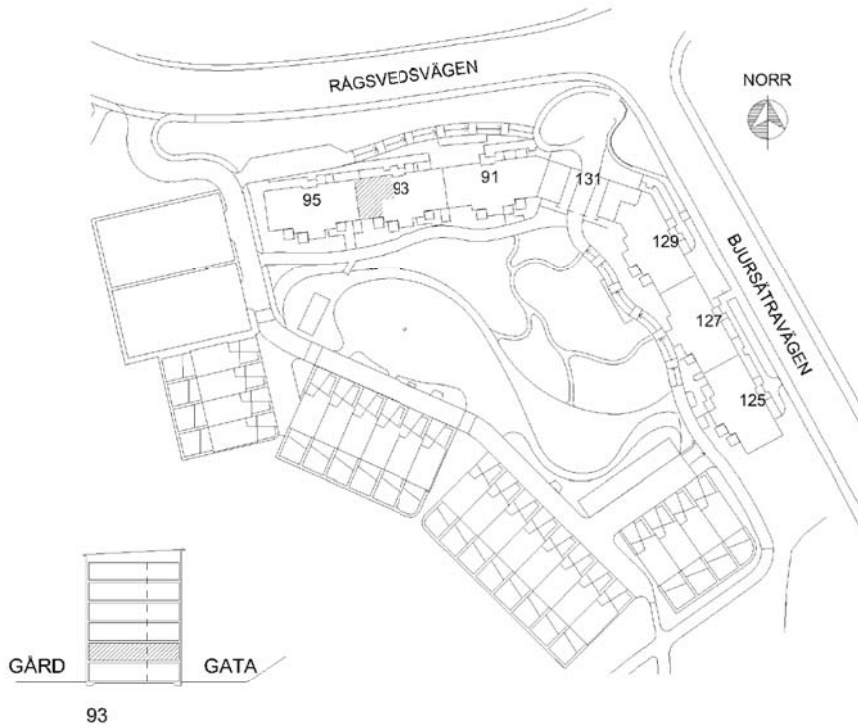 RÅGSVEDSVÄGEN
NORR
95
93
91
131
129
127
125
BJURSÄTRAVÄGEN
GÅRD
GATA
93